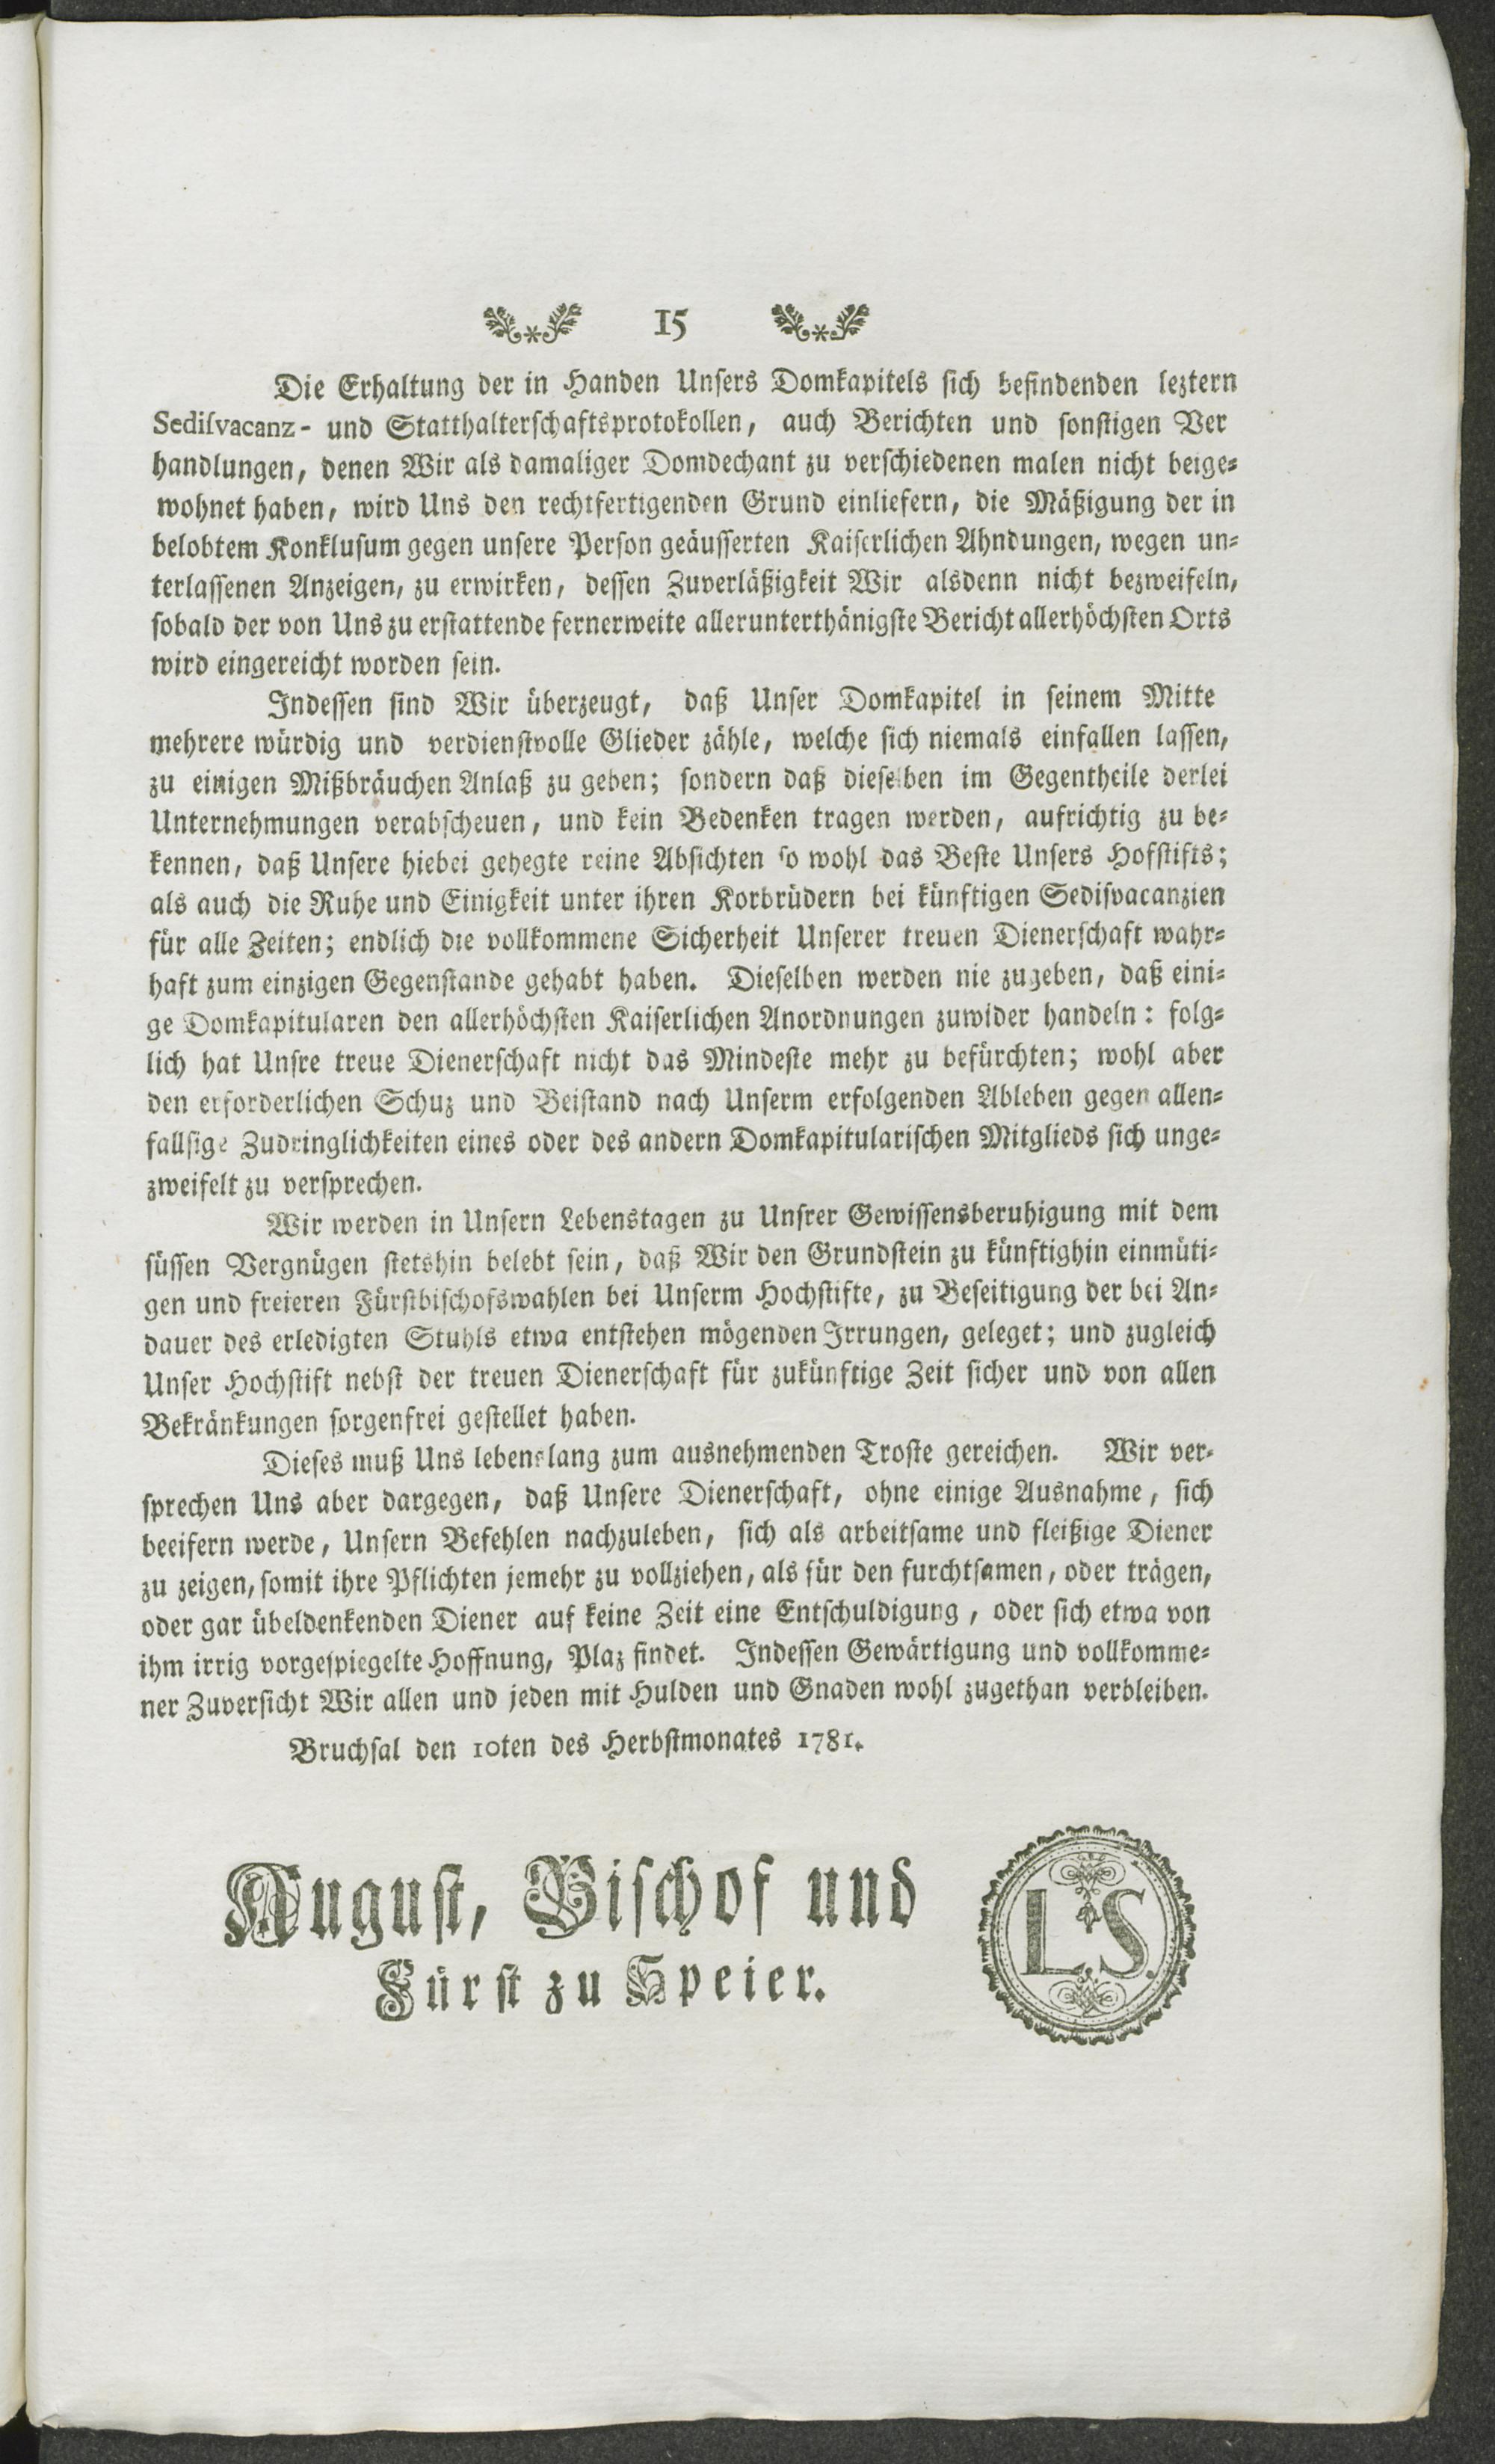 15
Die Erhaltung der in Handen Unsers Domkapitels sich befindenden leztern
Sedisvacanz- und Statthalterschaftsprotokollen, auch Berichten und sonstigen Ver
handlungen, denen Wir als damaliger Domdechant zu verschiedenen malen nicht beige-
wohnet haben, wird Uns den rechtfertigenden Grund einliefern, die Mäßigung der in
belobtem Konklusum gegen unsere Person geäusserten Kaiserlichen Ahndungen, wegen un-
terlassenen Anzeigen, zu erwirken, dessen Zuverläßigkeit Wir alsdenn nicht bezweifeln,
sobald der von Uns zu erstattende fernerweite allerunterthänigste Bericht allerhöchsten Orts
wird eingereicht worden sein.
Indessen sind Wir überzeugt, daß Unser Domkapitel in seinem Mitte
mehrere würdig und verdienstvolle Glieder zähle, welche sich niemals einfallen lassen,
zu einigen Mißbräuchen Anlaß zu geben; sondern daß dieselben im Gegentheile derlei
Unternehmungen verabscheuen, und kein Bedenken tragen werden, aufrichtig zu be-
kennen, daß Unsere hiebei gehegte reine Absichten so wohl das Beste Unsers Hofstifts;
als auch die Ruhe und Einigkeit unter ihren Korbrüdern bei künftigen Sedisvacanzien
für alle Zeiten; endlich die vollkommene Sicherheit Unserer treuen Dienerschaft wahr-
haft zum einzigen Gegenstande gehabt haben. Dieselben werden nie zugeben, daß eini-
ge Domkapitularen den allerhöchsten Kaiserlichen Anordnungen zuwider handeln: folg-
lich hat Unsre treue Dienerschaft nicht das Mindeste mehr zu befürchten; wohl aber
den erforderlichen Schuz und Beistand nach Unserm erfolgenden Ableben gegen allen-
fallsige Zudringlichkeiten eines oder des andern Domkapitularischen Mitglieds sich unge-
zweifelt zu versprechen.
Wir werden in Unsern Lebenstagen zu Unsrer Gewissensberuhigung mit dem
süssen Vergnügen stetshin belebt sein, daß Wir den Grundstein zu künftighin einmüti-
gen und freieren Fürstbischofswahlen bei Unserm Hochstifte, zu Beseitigung der bei An-
dauer des erledigten Stuhls etwa entstehen mögenden Irrungen, geleget; und zugleich
Unser Hochstift nebst der treuen Dienerschaft für zukünftige Zeit sicher und von allen
Bekränkungen sorgenfrei gestellet haben.
Dieses muß Uns lebenslang zum ausnehmenden Troste gereichen. Wir ver-
sprechen Uns aber dargegen, daß Unsere Dienerschaft, ohne einige Ausnahme, sich
beeifern werde, Unsern Befehlen nachzuleben, sich als arbeitsame und fleißige Diener
zu zeigen, somit ihre Pflichten jemehr zu vollziehen, als für den furchtsamen, oder trägen,
oder gar übeldenkenden Diener auf keine Zeit eine Entschuldigung, oder sich etwa von
ihm irrig vorgespiegelte Hoffnung, Plaz findet. Indessen Gewärtigung und vollkomme-
ner Zuversicht Wir allen und jeden mit Hulden und Gnaden wohl zugethan verbleiben.
Bruchsal den 10ten des Herbstmonates 1781.
August, Bischof und
Fürst zu Speier.
L.S.